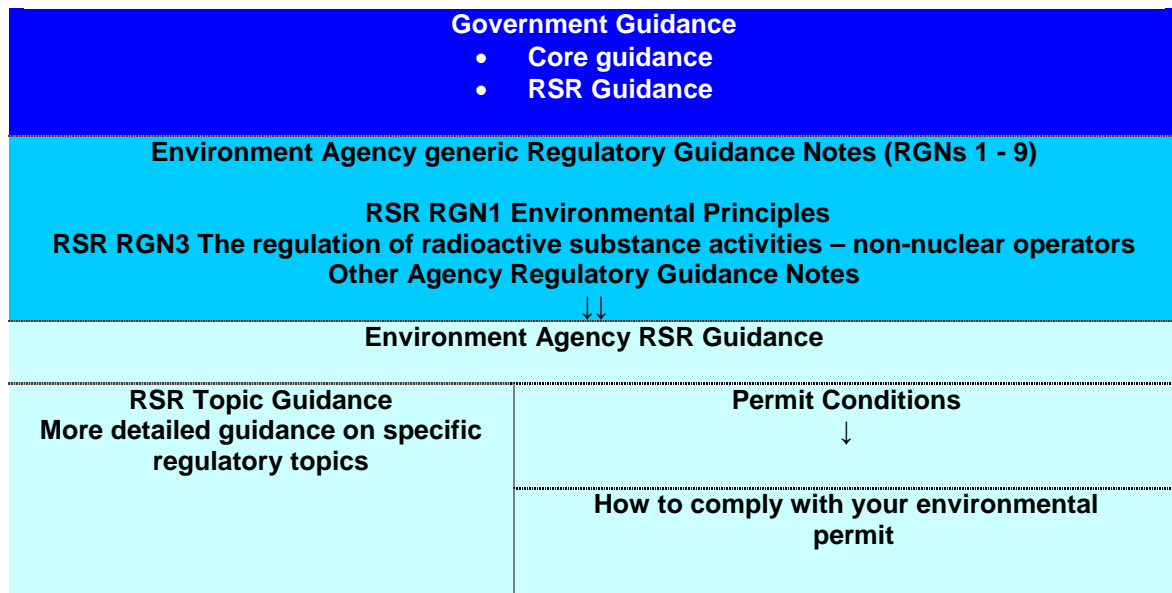 Government Guidance
• Core guidance
• RSR Guidance
Environment Agency generic Regulatory Guidance Notes (RGNs 1 - 9)
RSR RGN1 Environmental Principles
RSR RGN3 The regulation of radioactive substance activities – non-nuclear operators
Other Agency Regulatory Guidance Notes
↓↓
Environment Agency RSR Guidance
RSR Topic Guidance
More detailed guidance on specific
regulatory topics
Permit Conditions
↓
How to comply with your environmental
permit